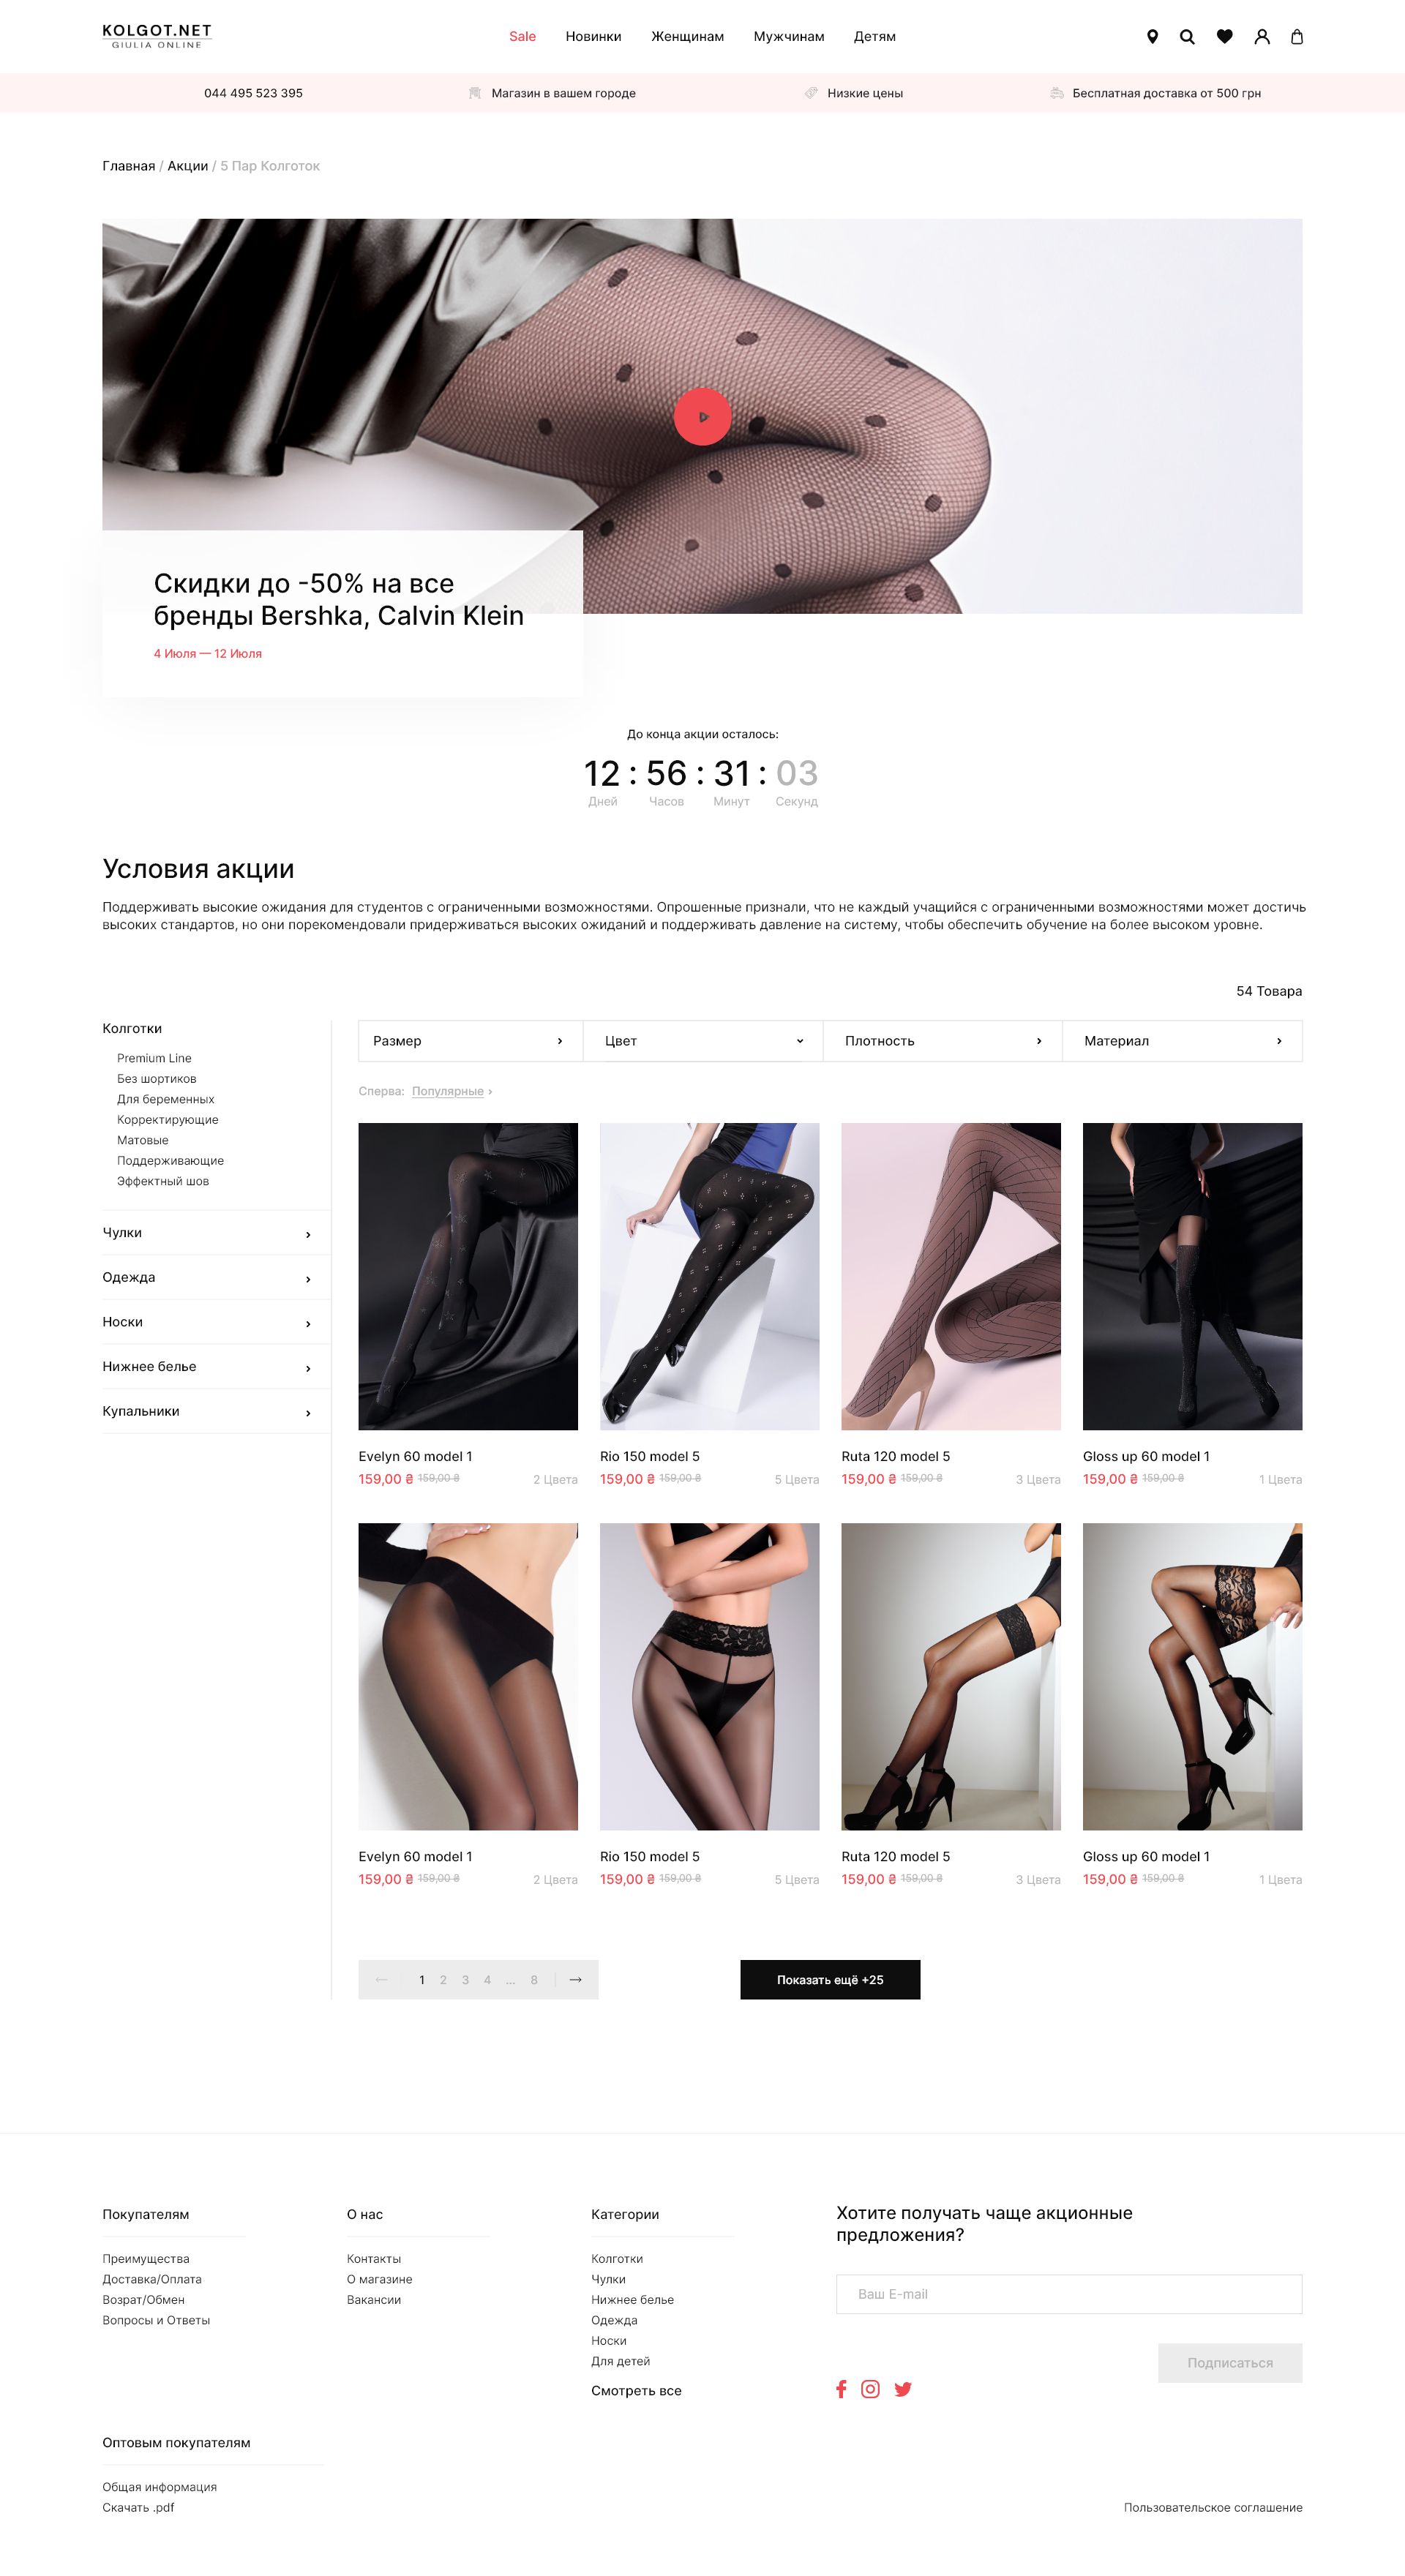 KOLGOT.NET
GIULIA ONLINE
Sale Новинки Женщинам Мужчинам Детям
044 495 523 395 Магазин в вашем городе Низкие цены Бесплатная доставка от 500 грн
Главная / Акции / 5 Пар Колготок
Скидки до -50% на все
бренды Bershka, Calvin Klein
4 Июля — 12 Июля
До конца акции осталось:
12 : 56 : 31 : 03
Дней Часов Минут Секунд
Условия акции
Поддерживать высокие ожидания для студентов с ограниченными возможностями. Опрошенные признали, что не каждый учащийся с ограниченными возможностями может достичь
высоких стандартов, но они порекомендовали придерживаться высоких ожиданий и поддерживать давление на систему, чтобы обеспечить обучение на более высоком уровне.
54 Товара
Колготки
Premium Line
Без шортиков
Для беременных
Корректирующие
Матовые
Поддерживающие
Эффектный шов
Чулки
Одежда
Носки
Нижнее белье
Купальники
Размер Цвет Плотность Материал
Сперва: Популярные
Evelyn 60 model 1
159,00 ₴ 159,00 ₴ 2 Цвета
Rio 150 model 5
159,00 ₴ 159,00 ₴ 5 Цвета
Ruta 120 model 5
159,00 ₴ 159,00 ₴ 3 Цвета
Gloss up 60 model 1
159,00 ₴ 159,00 ₴ 1 Цвета
Evelyn 60 model 1
159,00 ₴ 159,00 ₴ 2 Цвета
Rio 150 model 5
159,00 ₴ 159,00 ₴ 5 Цвета
Ruta 120 model 5
159,00 ₴ 159,00 ₴ 3 Цвета
Gloss up 60 model 1
159,00 ₴ 159,00 ₴ 1 Цвета
← 1 2 3 4 ... 8 →
Показать ещё +25
Покупателям
Преимущества
Доставка/Оплата
Возрат/Обмен
Вопросы и Ответы
О нас
Контакты
О магазине
Вакансии
Категории
Колготки
Чулки
Нижнее белье
Одежда
Носки
Для детей
Смотреть все
Хотите получать чаще акционные
предложения?
Ваш E-mail
Подписаться
Оптовым покупателям
Общая информация
Скачать .pdf
Пользовательское соглашение